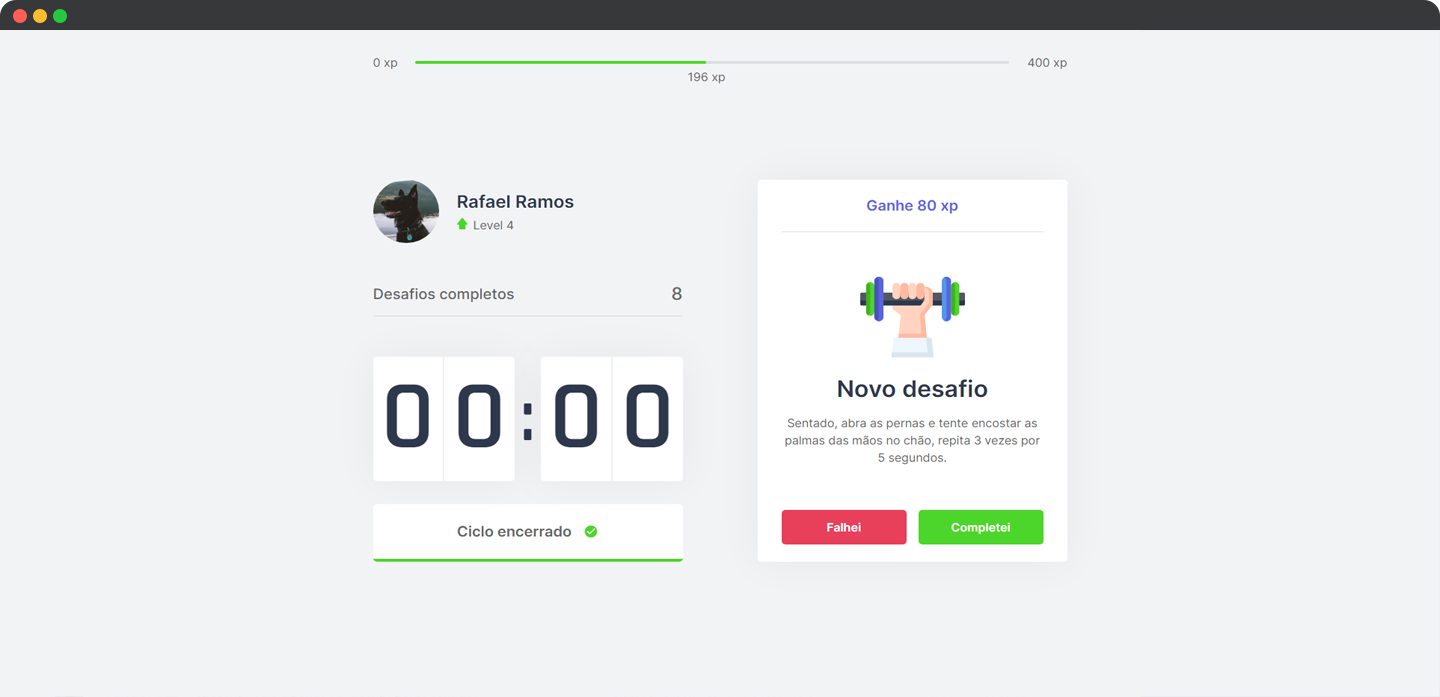 0 xp
400 xp
196 xp
Rafael Ramos
Level 4
Desafios completos
8
00:00
Ciclo encerrado
Ganhe 80 xp
Novo desafio
Sentado, abra as pernas e tente encostar as
palmas das mãos no chão, repita 3 vezes por
5 segundos.
Falhei
Completei